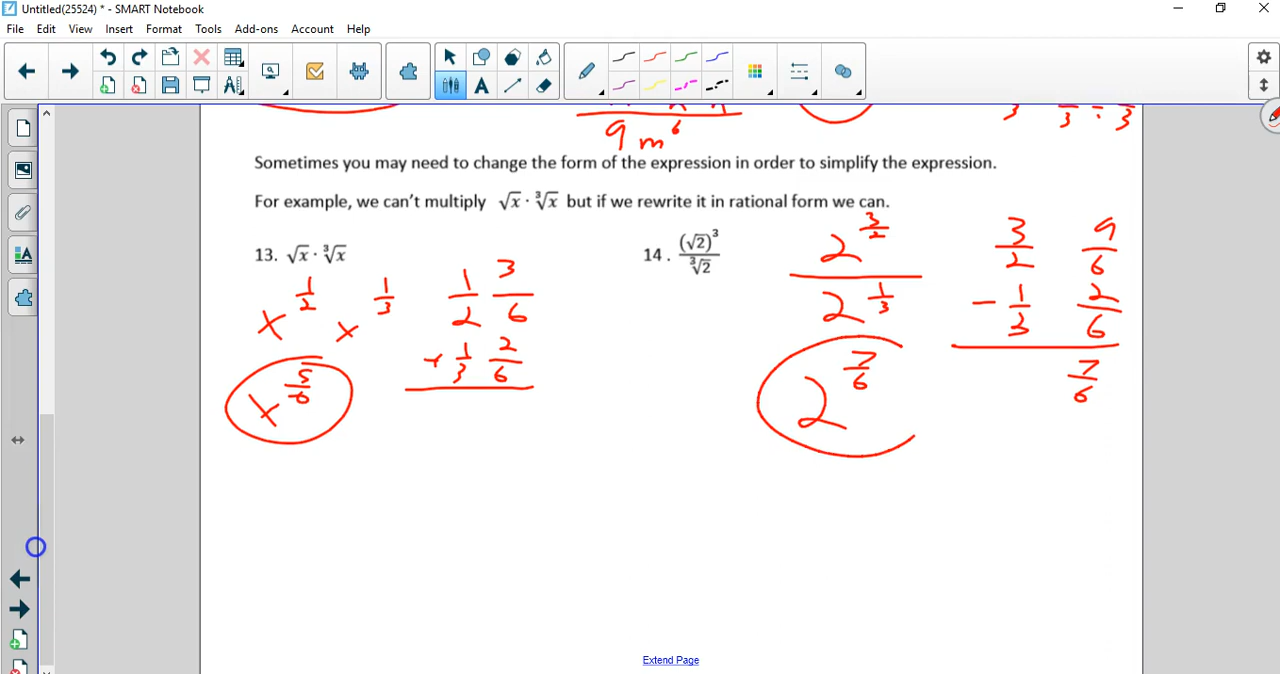 Untitled(25524) * - SMART Notebook
File Edit View Insert Format Tools Add-ons Account Help
9m⁶
3 3 ÷ 3
Sometimes you may need to change the form of the expression in order to simplify the expression.
For example, we can't multiply √x · ∛x but if we rewrite it in rational form we can.
13. √x · ∛x
x^(1/2) x^(1/3)
1/2 3/6
+ 1/3 2/6
x^(5/6)
14 . (√2)³/∛2
2^(3/2)
2^(1/3)
2^(7/6)
3/2 9/6
- 1/3 2/6
7/6
Extend Page